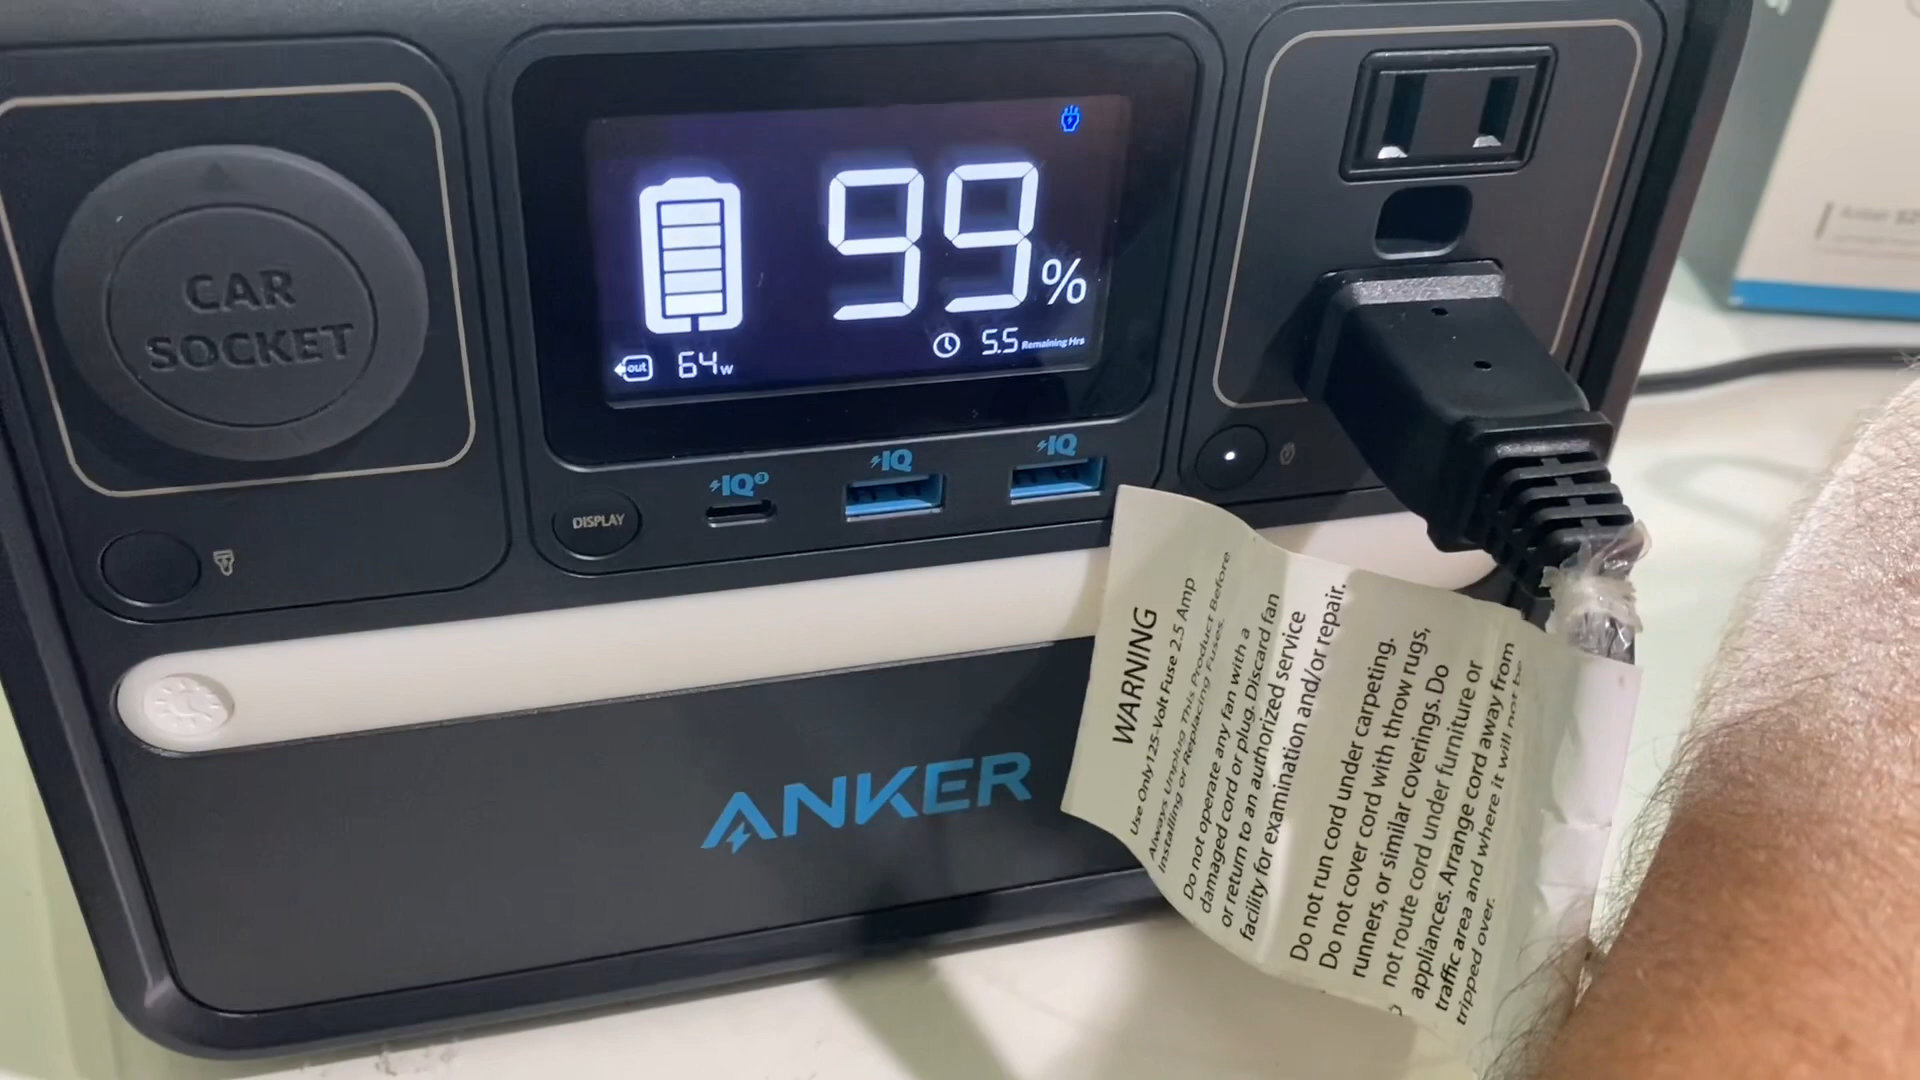 CAR
SOCKET
99%
out 64w
5.5 Remaining Hrs
IQ3
IQ
IQ
DISPLAY
ANKER
WARNING
Use Only125-Volt Fuse 2.5 Amp
Always Unplug This Product Before
Installing or Replacing Fuses.
Do not operate any fan with a
damaged cord or plug. Discard fan
or return to an authorized service
facility for examination and/or repair.
Do not run cord under carpeting.
Do not cover cord with throw rugs,
runners, or similar coverings. Do
not route cord under furniture or
appliances. Arrange cord away from
traffic area and where it will not be
tripped over.
Anker